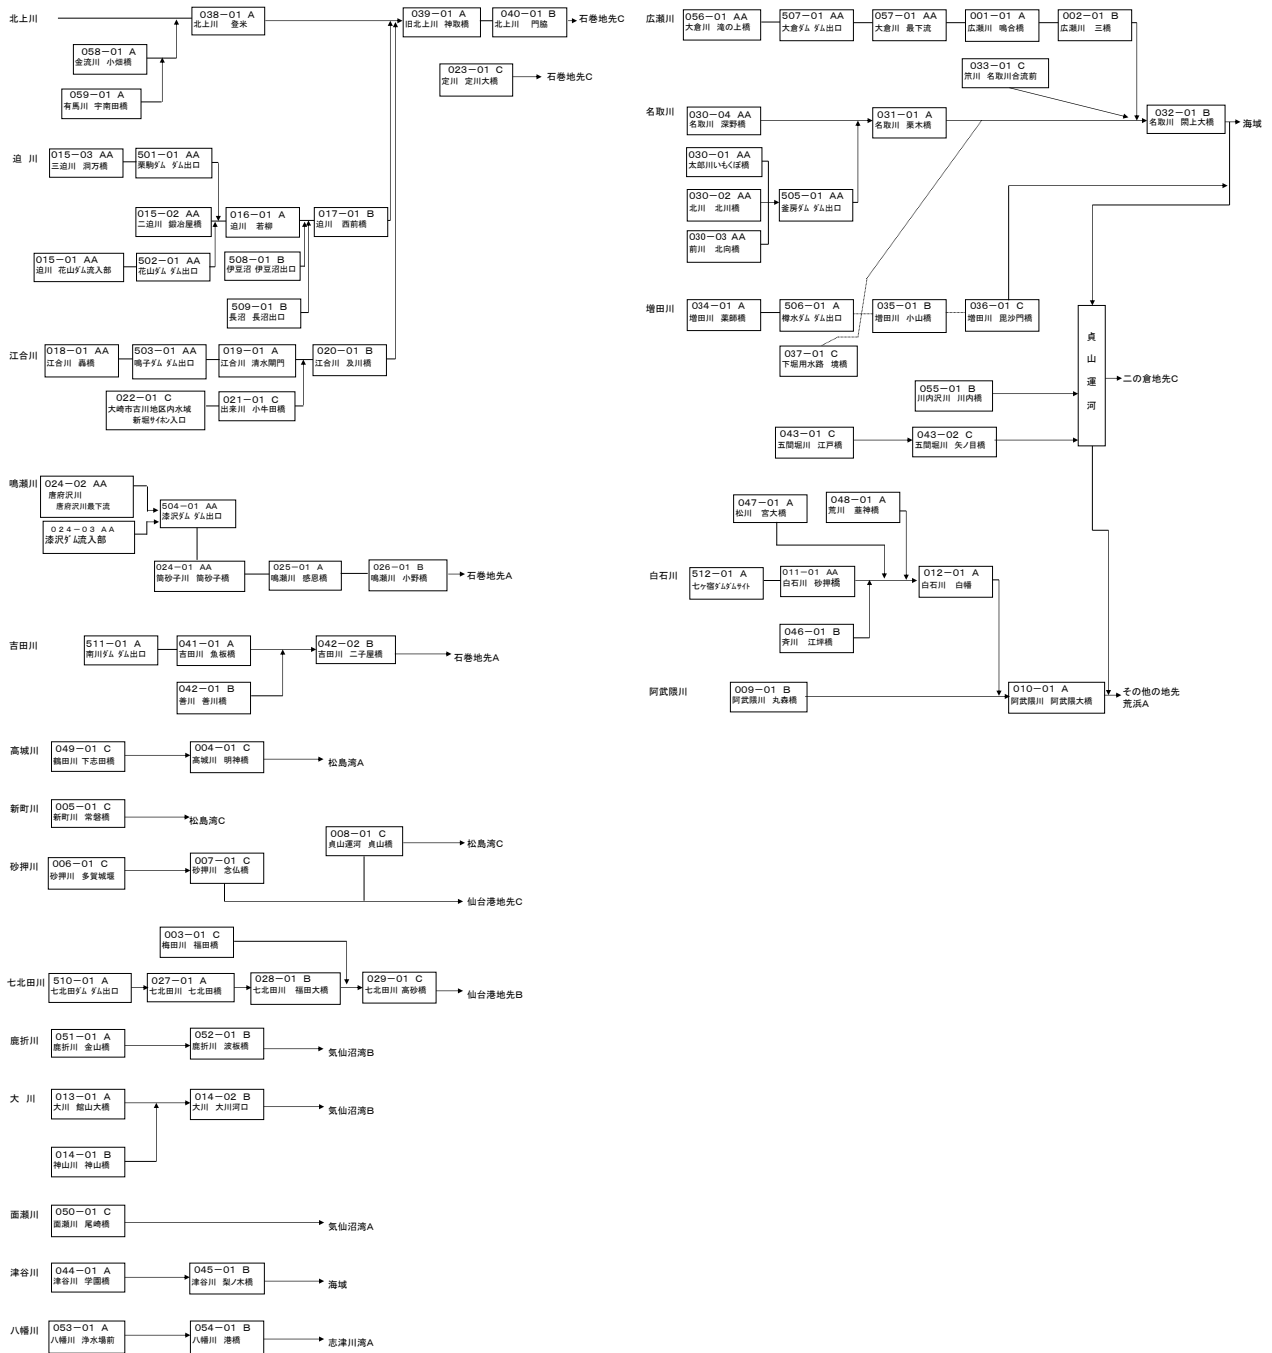 北上川
038－01 A
北上川 登米
039－01 A
旧北上川 神取橋
040－01 B
北上川 門脇
石巻地先C
058－01 A
金流川 小畑橋
059－01 A
有馬川 宇南田橋
023－01 C
定川 定川大橋
石巻地先C
迫 川
015－03 AA
三迫川 洞万橋
501－01 AA
栗駒ダム ダム出口
015－02 AA
二迫川 鍛冶屋橋
016－01 A
迫川 若柳
017－01 B
迫川 西前橋
015－01 AA
迫川 花山ダム流入部
502－01 AA
花山ダム ダム出口
508－01 B
伊豆沼 伊豆沼出口
509－01 B
長沼 長沼出口
江合川
018－01 AA
江合川 轟橋
503－01 AA
鳴子ダム ダム出口
019－01 A
江合川 清水閘門
020－01 B
江合川 及川橋
022－01 C
大崎市古川地区内水域
新堀サイホン入口
021－01 C
出来川 小牛田橋
鳴瀬川
024－02 AA
唐府沢川
唐府沢川最下流
024－03 AA
漆沢ダム流入部
504－01 AA
漆沢ダム ダム出口
024－01 AA
筒砂子川 筒砂子橋
025－01 A
鳴瀬川 感恩橋
026－01 B
鳴瀬川 小野橋
石巻地先A
吉田川
511－01 A
南川ダム ダム出口
041－01 A
吉田川 魚板橋
042－02 B
吉田川 二子屋橋
石巻地先A
042－01 B
善川 善川橋
高城川
049－01 C
鶴田川 下志田橋
004－01 C
高城川 明神橋
松島湾A
新町川
005－01 C
新町川 常磐橋
松島湾C
008－01 C
貞山運河 貞山橋
松島湾C
砂押川
006－01 C
砂押川 多賀城堰
007－01 C
砂押川 念仏橋
仙台港地先C
003－01 C
梅田川 福田橋
七北田川
510－01 A
七北田ダム ダム出口
027－01 A
七北田川 七北田橋
028－01 B
七北田川 福田大橋
029－01 C
七北田川 高砂橋
仙台港地先B
鹿折川
051－01 A
鹿折川 金山橋
052－01 B
鹿折川 浪板橋
気仙沼湾B
大 川
013－01 A
大川 館山大橋
014－02 B
大川 大川河口
気仙沼湾B
014－01 B
神山川 神山橋
面瀬川
050－01 C
面瀬川 尾崎橋
気仙沼湾A
津谷川
044－01 A
津谷川 学園橋
045－01 B
津谷川 梨ノ木橋
海域
八幡川
053－01 A
八幡川 浄水場前
054－01 B
八幡川 港橋
志津川湾A
広瀬川
056－01 AA
大倉川 滝の上橋
507－01 AA
大倉ダム ダム出口
057－01 AA
大倉川 最下流
001－01 A
広瀬川 鳴合橋
002－01 B
広瀬川 三橋
033－01 C
笊川 名取川合流前
名取川
030－04 AA
名取川 深野橋
031－01 A
名取川 栗木橋
032－01 B
名取川 閖上大橋
海域
030－01 AA
太郎川いもくぼ橋
030－02 AA
北川 北川橋
505－01 AA
釜房ダム ダム出口
030－03 AA
前川 北向橋
増田川
034－01 A
増田川 薬師橋
506－01 A
樽水ダム ダム出口
035－01 B
増田川 小山橋
036－01 C
増田川 毘沙門橋
037－01 C
下堀用水路 境橋
貞
山
運
河
二の倉地先C
055－01 B
川内沢川 川内橋
043－01 C
五間堀川 江戸橋
043－02 C
五間堀川 矢ノ目橋
047－01 A
松川 宮大橋
048－01 A
荒川 韮神橋
白石川
512－01 A
七ヶ宿ダムダムサイト
011－01 AA
白石川 砂押橋
012－01 A
白石川 白幡
046－01 B
斉川 江坪橋
阿武隈川
009－01 B
阿武隈川 丸森橋
010－01 A
阿武隈川 阿武隈大橋
その他の地先
荒浜A